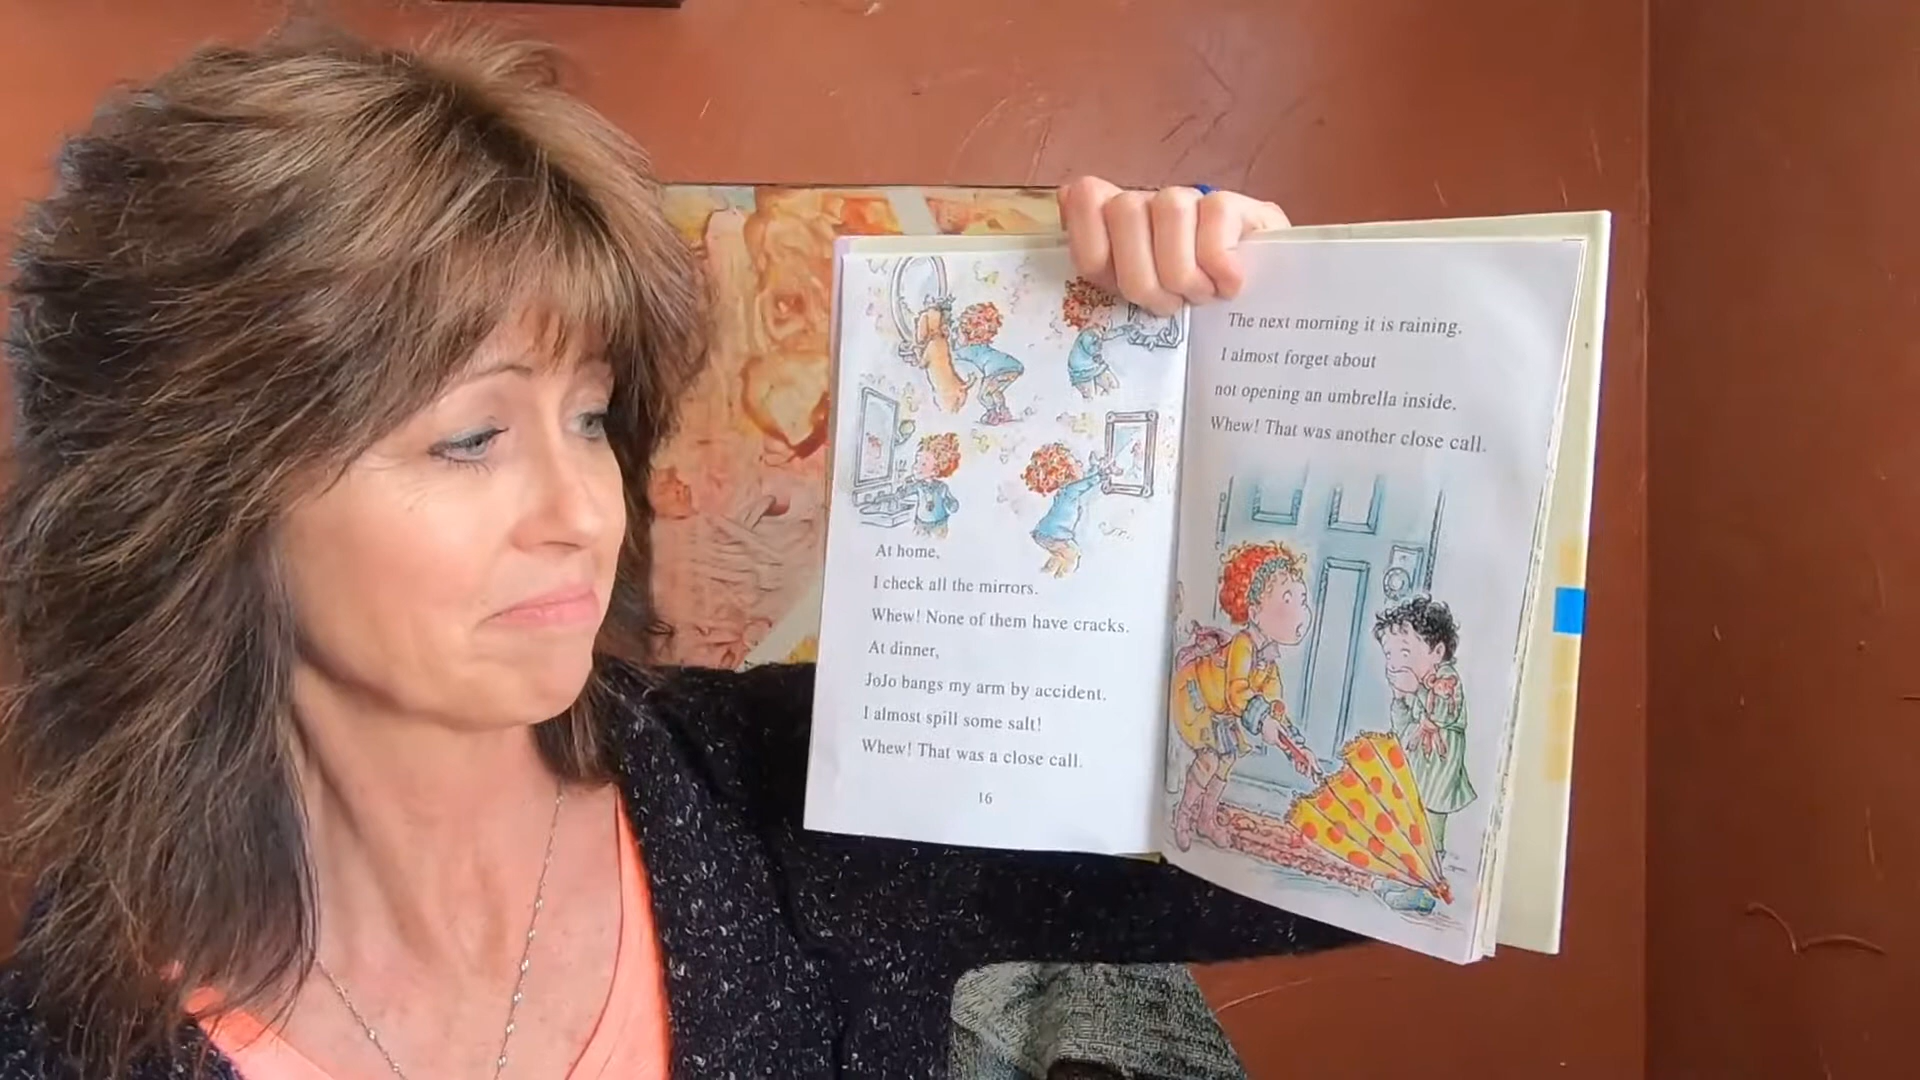 At home,
I check all the mirrors.
Whew! None of them have cracks.
At dinner,
JoJo bangs my arm by accident.
I almost spill some salt!
Whew! That was a close call.
16
The next morning it is raining.
I almost forget about
not opening an umbrella inside.
Whew! That was another close call.